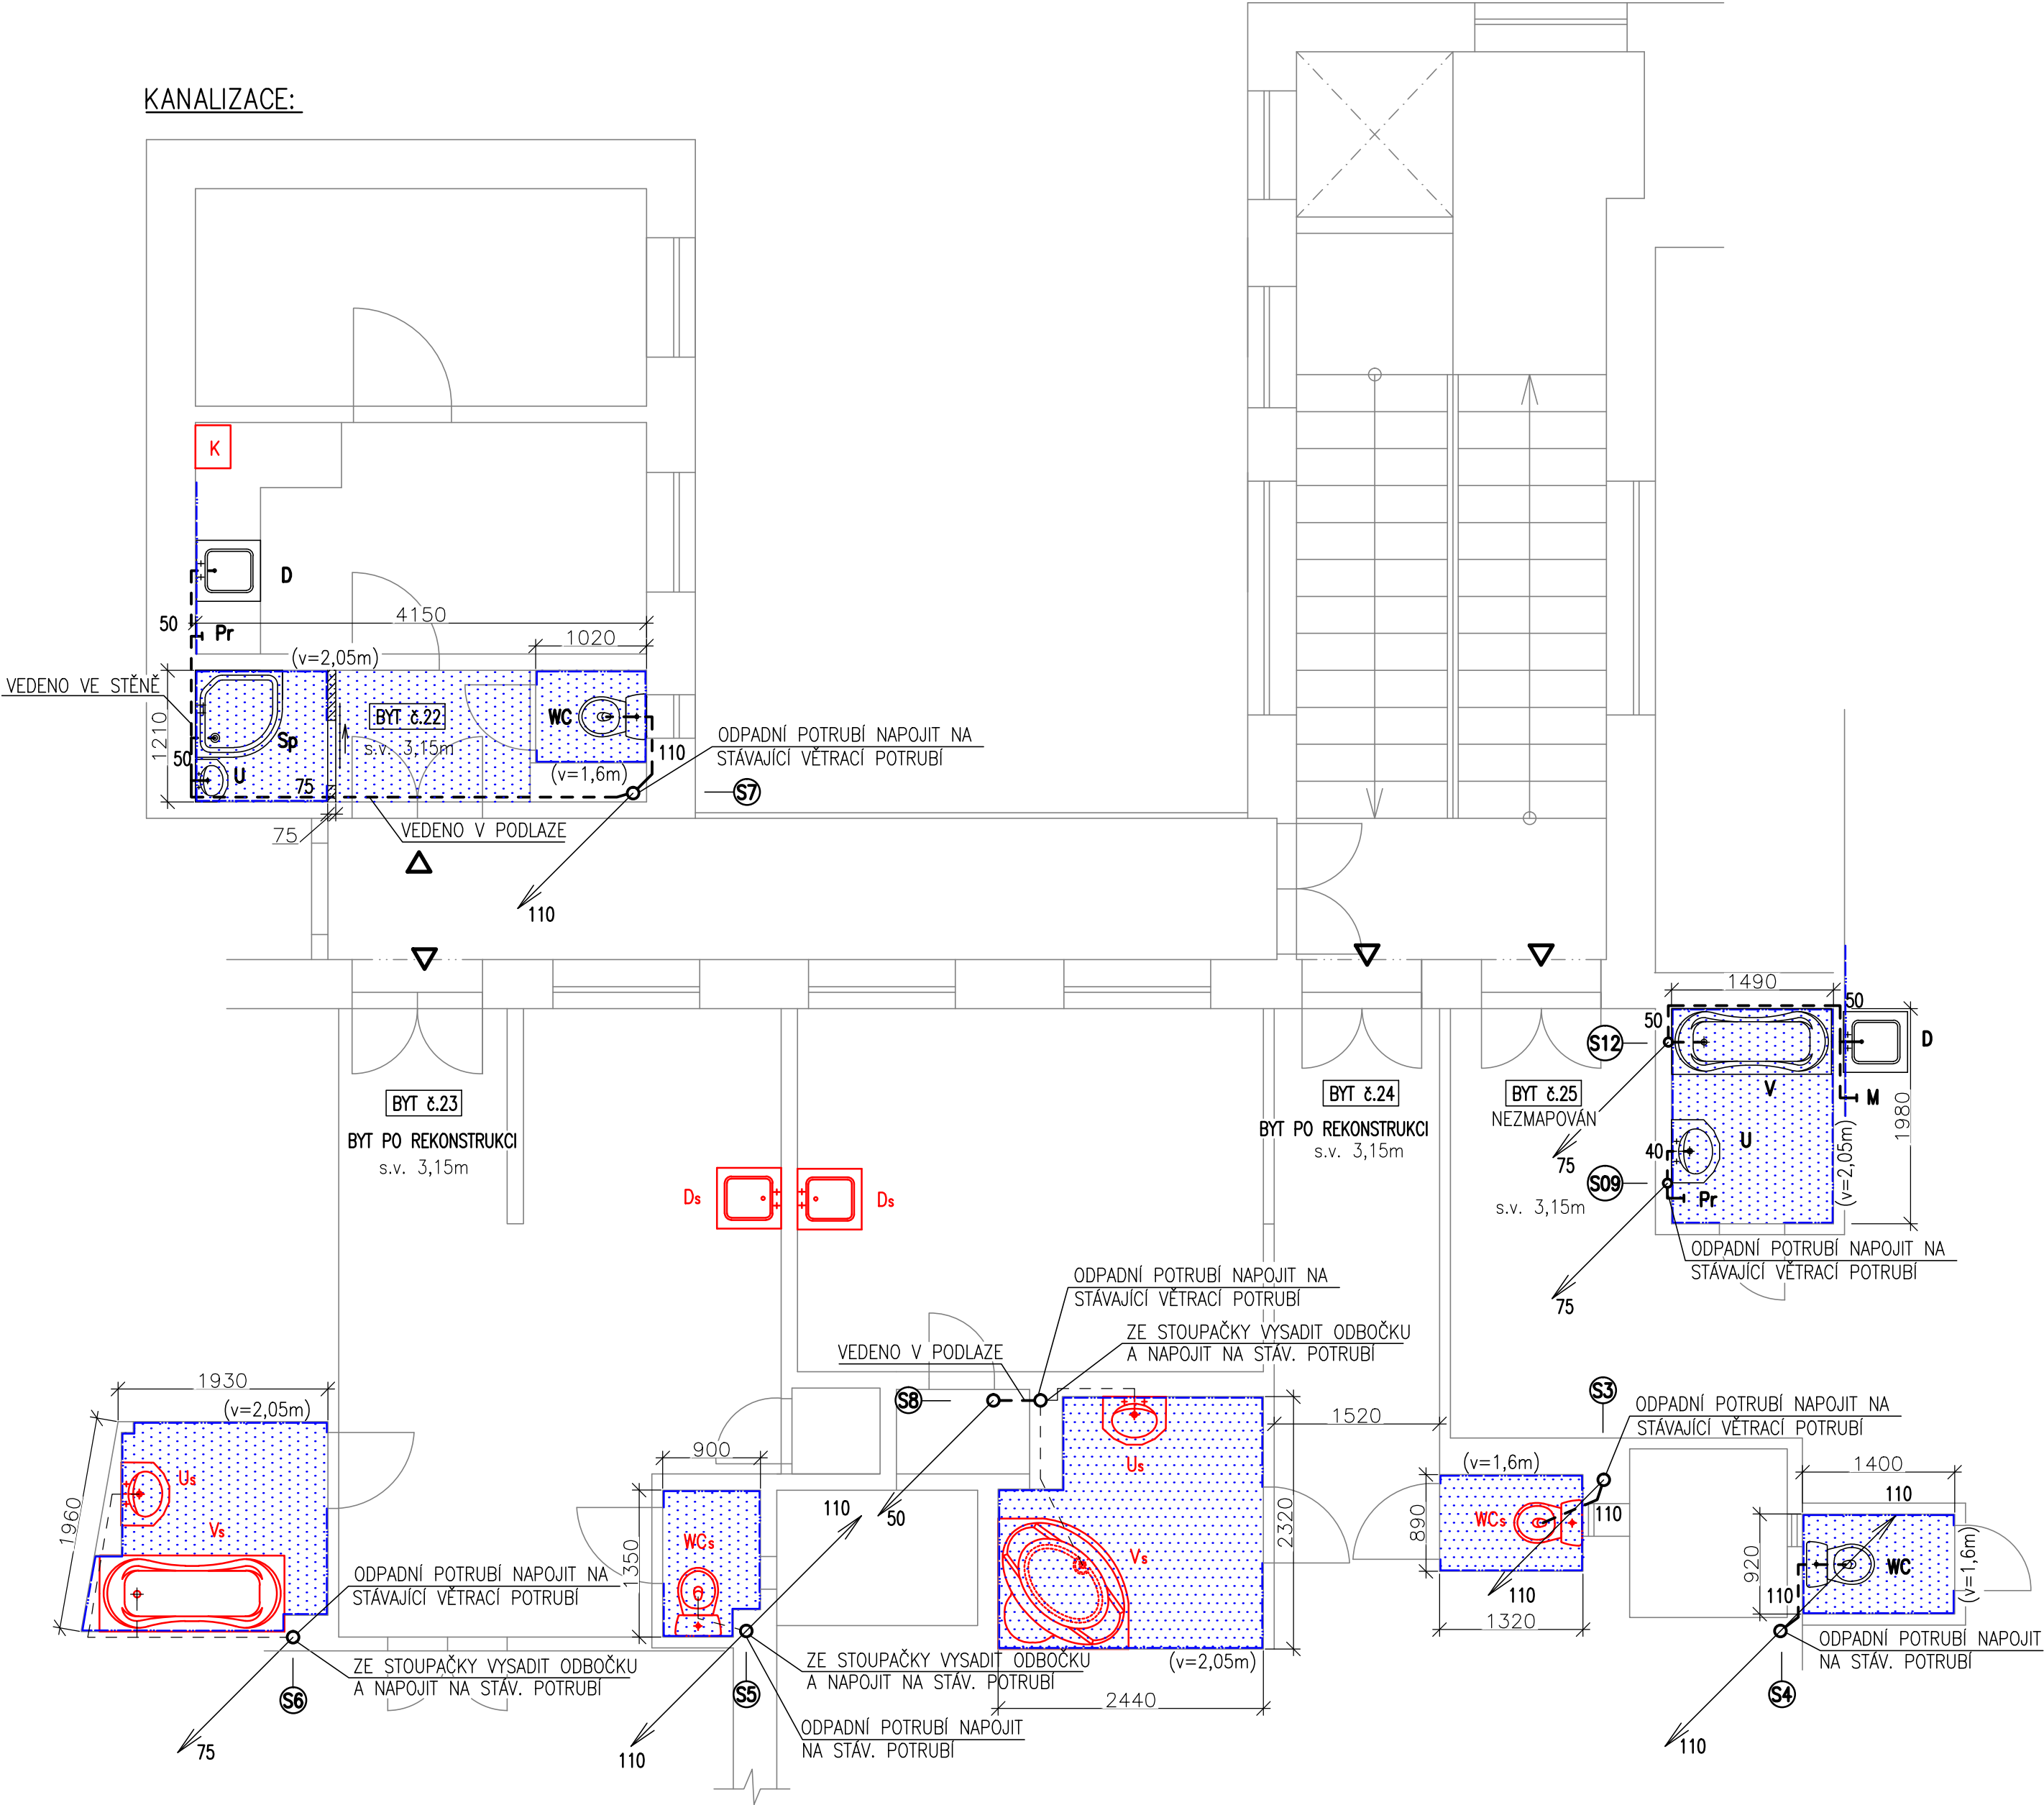 KANALIZACE:
K
D
50
Pr
4150
1020
(v=2,05m)
VEDENO VE STĚNĚ
1210
50
Sp
U
75
BYT č.22
s.v. 3,15m
WC
(v=1,6m)
110
ODPADNÍ POTRUBÍ NAPOJIT NA
STÁVAJÍCÍ VĚTRACÍ POTRUBÍ
S7
75
VEDENO V PODLAZE
110
BYT č.23
BYT PO REKONSTRUKCI
s.v. 3,15m
Ds
Ds
BYT č.24
BYT PO REKONSTRUKCI
s.v. 3,15m
BYT č.25
NEZMAPOVÁN
s.v. 3,15m
1490
50
50
S12
D
V
M
1980
75
U
40
(v=2,05m)
S09
Pr
75
ODPADNÍ POTRUBÍ NAPOJIT NA
STÁVAJÍCÍ VĚTRACÍ POTRUBÍ
ODPADNÍ POTRUBÍ NAPOJIT NA
STÁVAJÍCÍ VĚTRACÍ POTRUBÍ
ZE STOUPAČKY VYSADIT ODBOČKU
A NAPOJIT NA STÁV. POTRUBÍ
VEDENO V PODLAZE
S8
50
1930
(v=2,05m)
1960
Us
Vs
ODPADNÍ POTRUBÍ NAPOJIT NA
STÁVAJÍCÍ VĚTRACÍ POTRUBÍ
ZE STOUPAČKY VYSADIT ODBOČKU
A NAPOJIT NA STÁV. POTRUBÍ
S6
75
900
1350
WCs
110
ZE STOUPAČKY VYSADIT ODBOČKU
A NAPOJIT NA STÁV. POTRUBÍ
S5
ODPADNÍ POTRUBÍ NAPOJIT
NA STÁV. POTRUBÍ
110
Us
Vs
2320
(v=2,05m)
2440
1520
S3
ODPADNÍ POTRUBÍ NAPOJIT NA
STÁVAJÍCÍ VĚTRACÍ POTRUBÍ
(v=1,6m)
890
WCs
110
110
1320
1400
110
920
WC
(v=1,6m)
110
ODPADNÍ POTRUBÍ NAPOJIT
NA STÁV. POTRUBÍ
S4
110